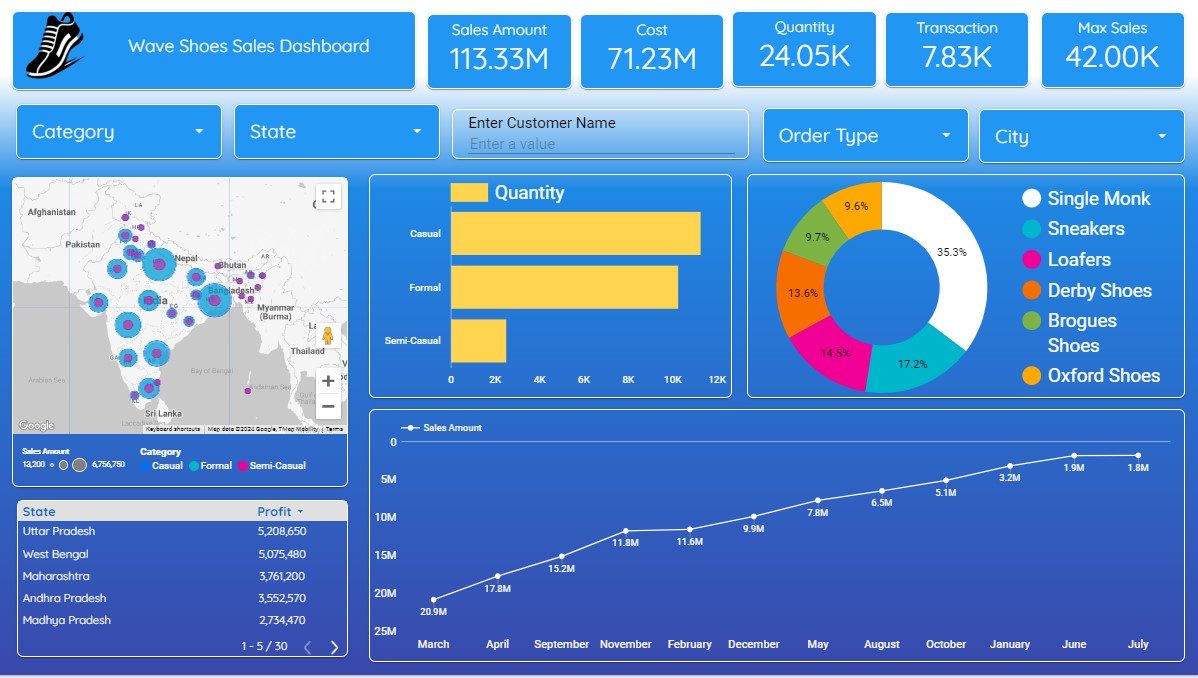 Wave Shoes Sales Dashboard
Sales Amount
113.33M
Cost
71.23M
Quantity
24.05K
Transaction
7.83K
Max Sales
42.00K
Category
State
Enter Customer Name
Enter a value
Order Type
City
Afghanistan
LA
Pakistan
Nepal
Bhutan
AR
India
Bangladesh
CG
Myanmar
(Burma)
Thailand
Arabian Sea
Bay of Bengal
Andaman Sea
Sri Lanka
Google
Keyboard shortcuts
Map data ©2024 Google, TMap Mobility
Terms
Sales Amount
13,200
6,756,750
Category
Casual
Formal
Semi-Casual
State
Profit
Uttar Pradesh
5,208,650
West Bengal
5,075,480
Maharashtra
3,761,200
Andhra Pradesh
3,552,570
Madhya Pradesh
2,734,470
1 - 5 / 30
Quantity
Casual
Formal
Semi-Casual
0 2K 4K 6K 8K 10K 12K
9.6%
35.3%
9.7%
13.6%
14.5%
17.2%
Single Monk
Sneakers
Loafers
Derby Shoes
Brogues
Shoes
Oxford Shoes
Sales Amount
0
5M
10M
15M
20M
25M
20.9M
17.8M
15.2M
11.8M
11.6M
9.9M
7.8M
6.5M
5.1M
3.2M
1.9M
1.8M
March April September November February December May August October January June July